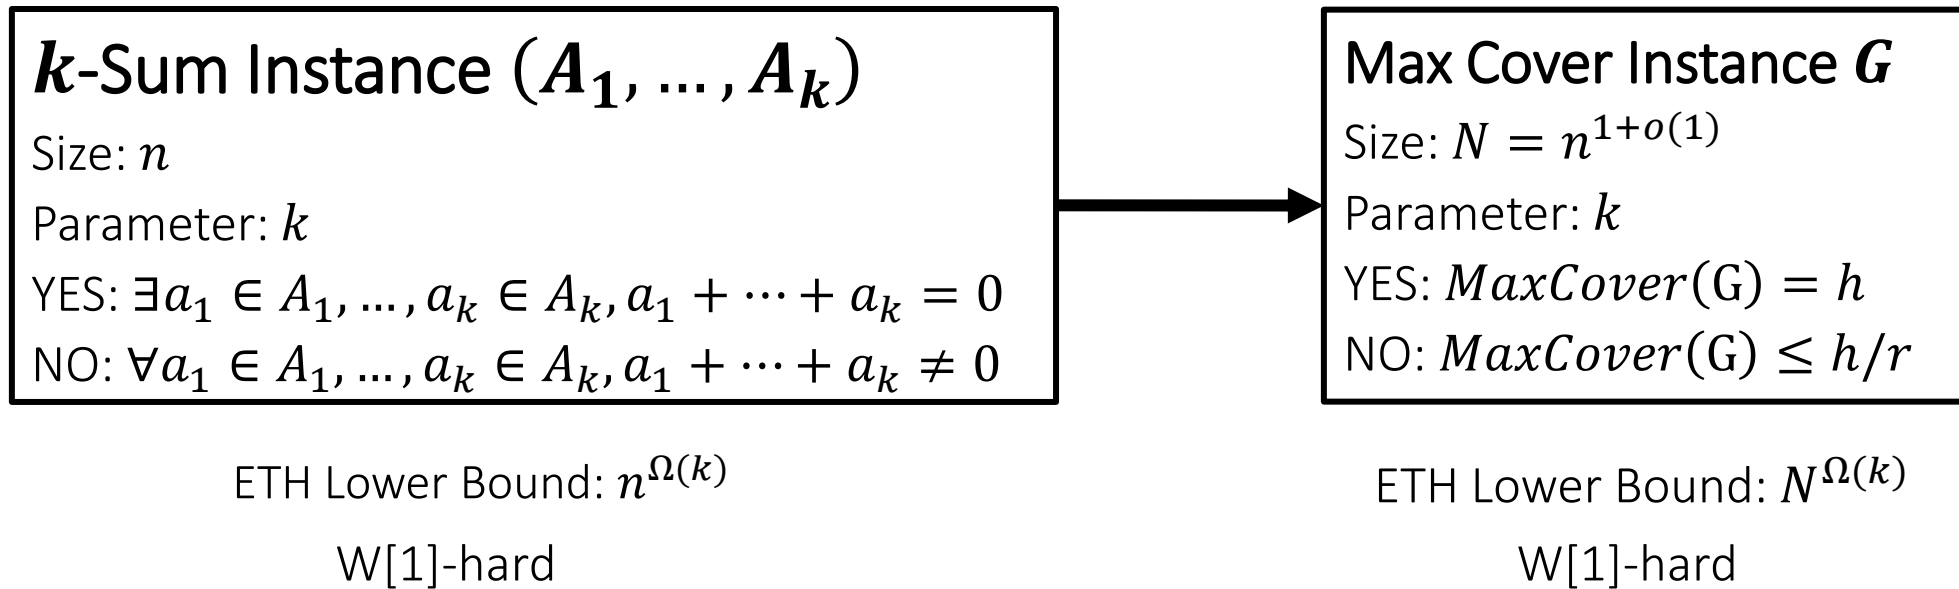 k-Sum Instance (A₁, …, Aₖ)
Size: n
Parameter: k
YES: ∃a₁ ∈ A₁, …, aₖ ∈ Aₖ, a₁ + ⋯ + aₖ = 0
NO: ∀a₁ ∈ A₁, …, aₖ ∈ Aₖ, a₁ + ⋯ + aₖ ≠ 0
ETH Lower Bound: n^Ω(k)
W[1]-hard
Max Cover Instance G
Size: N = n^1+o(1)
Parameter: k
YES: MaxCover(G) = h
NO: MaxCover(G) ≤ h/r
ETH Lower Bound: N^Ω(k)
W[1]-hard